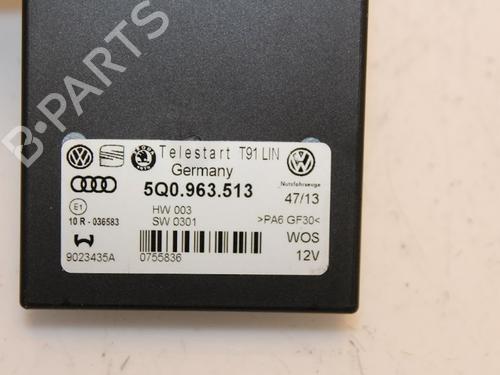 B-PARTS
Telestart T91 LIN
Germany
5Q0.963.513
Nutzfahrzeuge
47/13
E1
HW 003
10 R - 036583
SW 0301
>PA6 GF30<
WOS
9023435A
0755836
12V